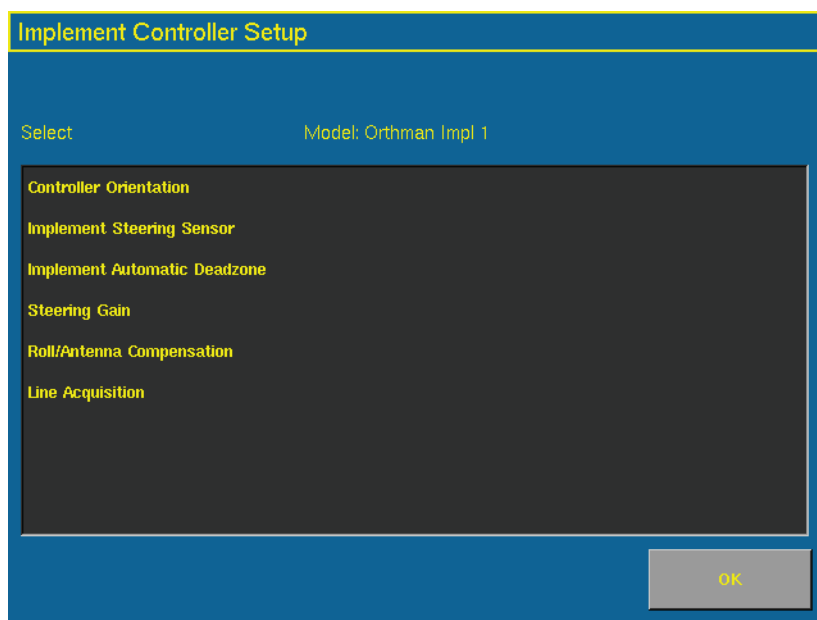 Implement Controller Setup
Select
Model: Orthman Impl 1
Controller Orientation
Implement Steering Sensor
Implement Automatic Deadzone
Steering Gain
Roll/Antenna Compensation
Line Acquisition
OK